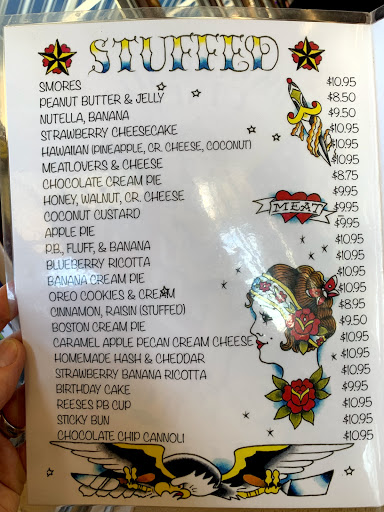 STUFFED
SMORES $10.95
PEANUT BUTTER & JELLY $8.50
NUTELLA, BANANA $9.50
STRAWBERRY CHEESECAKE $10.95
HAWAIIAN (PINEAPPLE, CR. CHEESE, COCONUT) $10.95
MEATLOVERS & CHEESE $10.95
CHOCOLATE CREAM PIE $8.75
HONEY, WALNUT, CR. CHEESE $9.95
MEAT
COCONUT CUSTARD $9.95
APPLE PIE $9.95
P.B., FLUFF, & BANANA $10.95
BLUEBERRY RICOTTA $10.95
BANANA CREAM PIE $10.95
OREO COOKIES & CREAM $10.95
CINNAMON, RAISIN (STUFFED) $8.95
BOSTON CREAM PIE $9.50
CARAMEL APPLE PECAN CREAM CHEESE $10.95
HOMEMADE HASH & CHEDDAR $10.95
STRAWBERRY BANANA RICOTTA $10.95
BIRTHDAY CAKE $9.95
REESES PB CUP $10.95
STICKY BUN $10.95
CHOCOLATE CHIP CANNOLI $10.95